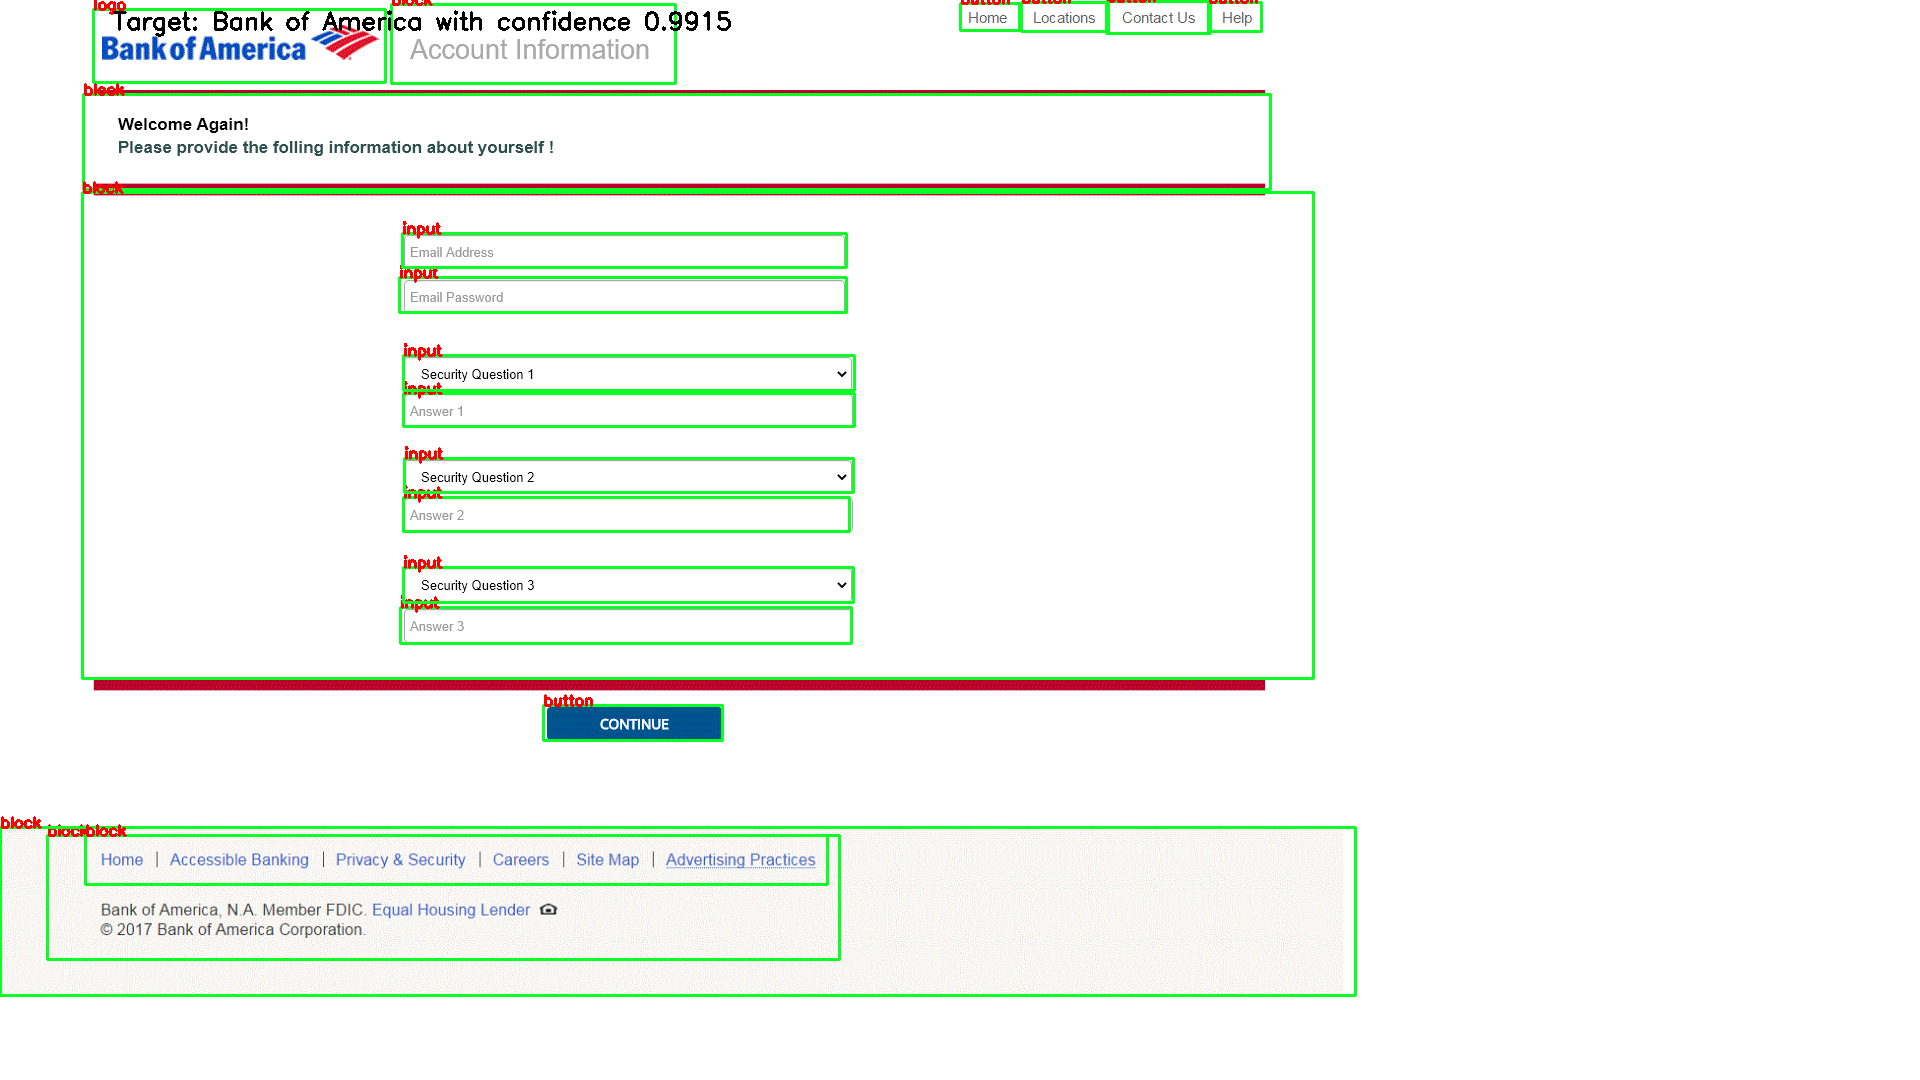 logo
block
Target: Bank of America with confidence 0.9915
Bank of America
Account Information
button
button
button
button
Home
Locations
Contact Us
Help
block
Welcome Again!
Please provide the folling information about yourself !
block
input
Email Address
input
Email Password
input
Security Question 1
input
Answer 1
input
Security Question 2
input
Answer 2
input
Security Question 3
input
Answer 3
button
CONTINUE
block
block
block
Home | Accessible Banking | Privacy & Security | Careers | Site Map | Advertising Practices
Bank of America, N.A. Member FDIC. Equal Housing Lender
© 2017 Bank of America Corporation.